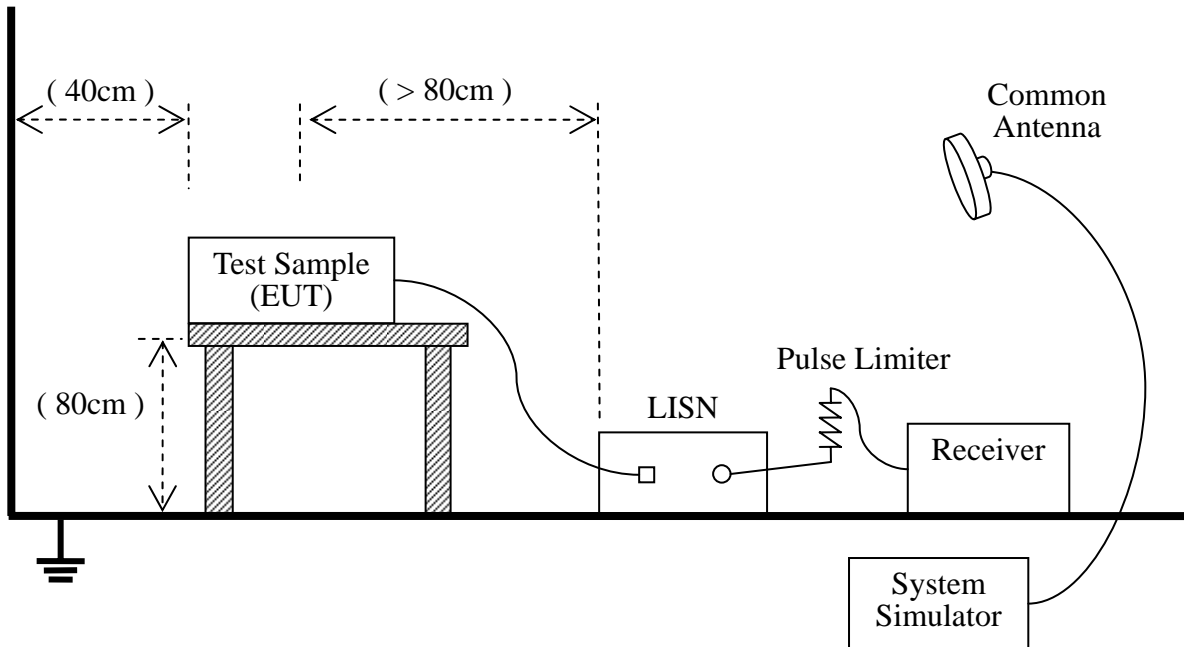 ( 40cm )
( > 80cm )
Common
Antenna
Test Sample
(EUT)
( 80cm )
Pulse Limiter
LISN
Receiver
System
Simulator